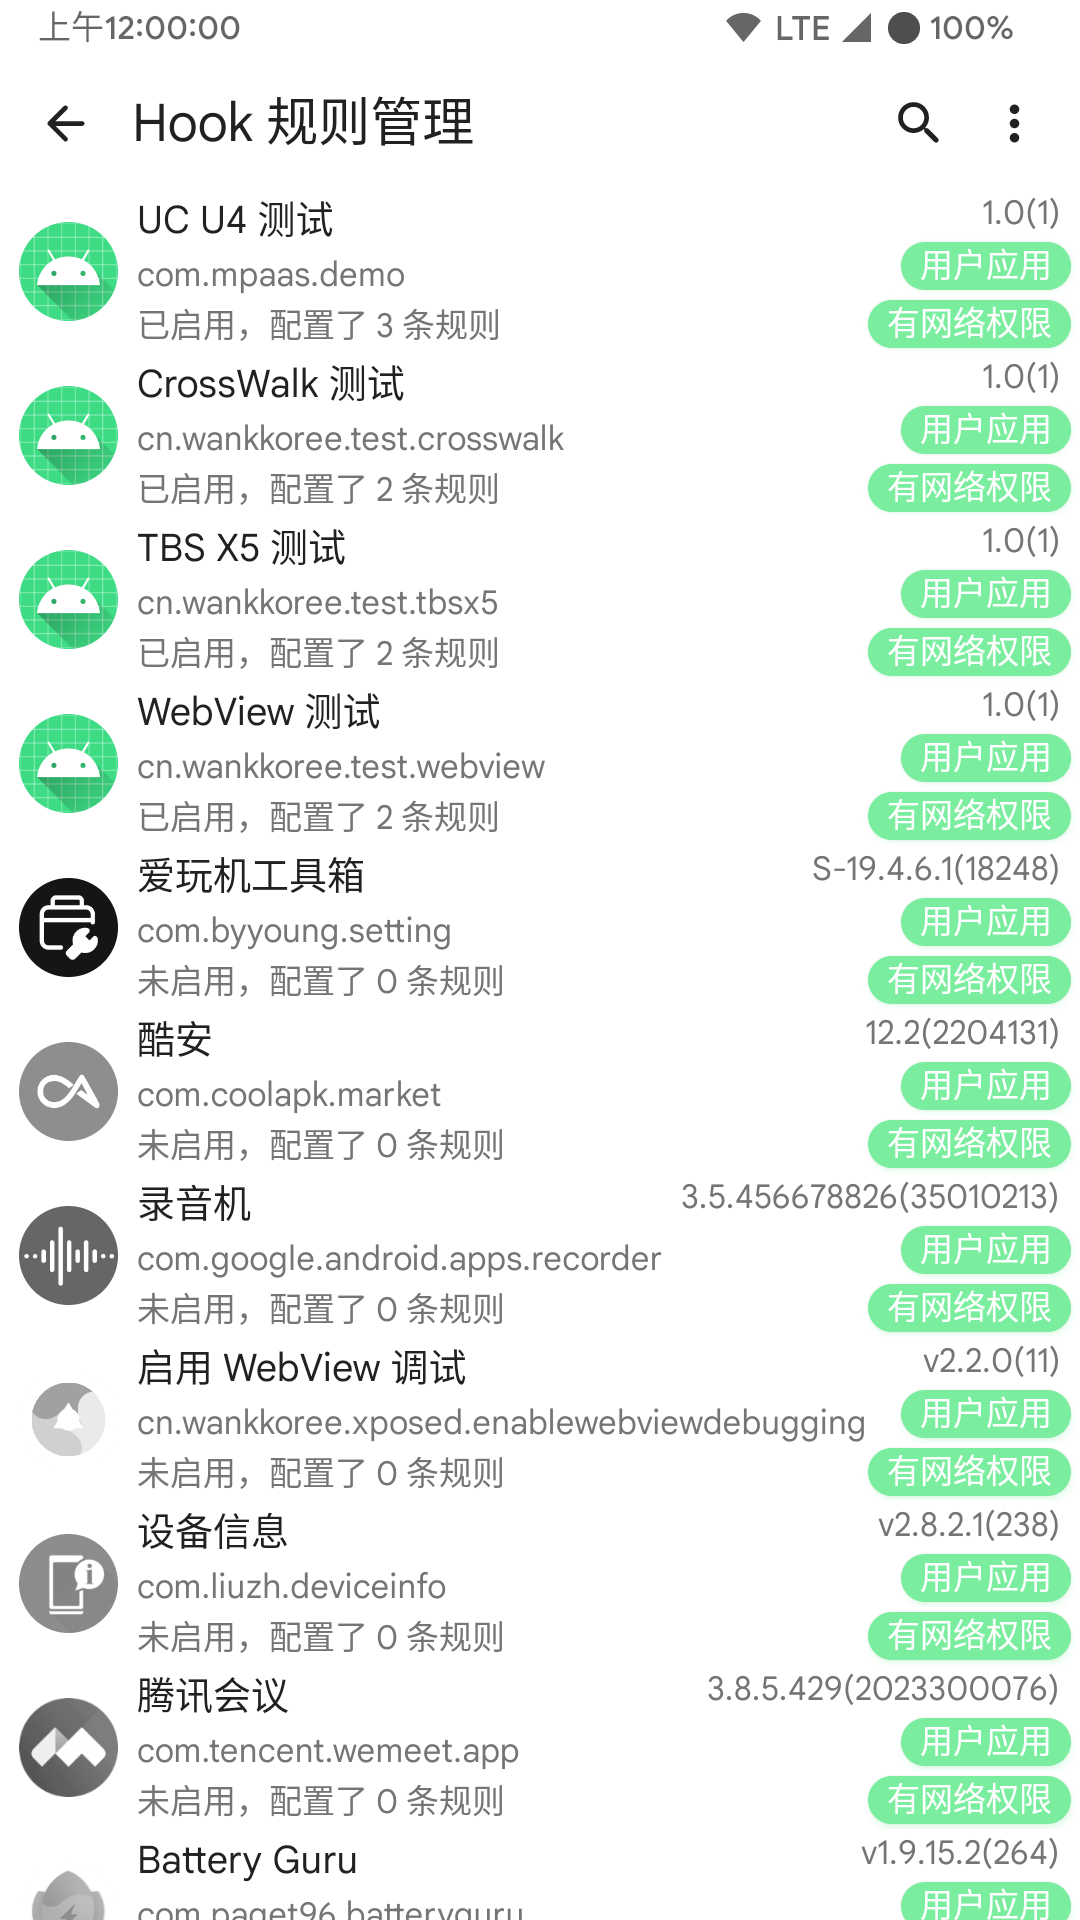 上午12:00:00 LTE 100%
Hook 规则管理
UC U4 测试 1.0(1)
com.mpaas.demo 用户应用
已启用，配置了 3 条规则 有网络权限
CrossWalk 测试 1.0(1)
cn.wankkoree.test.crosswalk 用户应用
已启用，配置了 2 条规则 有网络权限
TBS X5 测试 1.0(1)
cn.wankkoree.test.tbsx5 用户应用
已启用，配置了 2 条规则 有网络权限
WebView 测试 1.0(1)
cn.wankkoree.test.webview 用户应用
已启用，配置了 2 条规则 有网络权限
爱玩机工具箱 S-19.4.6.1(18248)
com.byyoung.setting 用户应用
未启用，配置了 0 条规则 有网络权限
酷安 12.2(2204131)
com.coolapk.market 用户应用
未启用，配置了 0 条规则 有网络权限
录音机 3.5.456678826(35010213)
com.google.android.apps.recorder 用户应用
未启用，配置了 0 条规则 有网络权限
启用 WebView 调试 v2.2.0(11)
cn.wankkoree.xposed.enablewebviewdebugging 用户应用
未启用，配置了 0 条规则 有网络权限
设备信息 v2.8.2.1(238)
com.liuzh.deviceinfo 用户应用
未启用，配置了 0 条规则 有网络权限
腾讯会议 3.8.5.429(2023300076)
com.tencent.wemeet.app 用户应用
未启用，配置了 0 条规则 有网络权限
Battery Guru v1.9.15.2(264)
com.paget96.batteryguru 用户应用